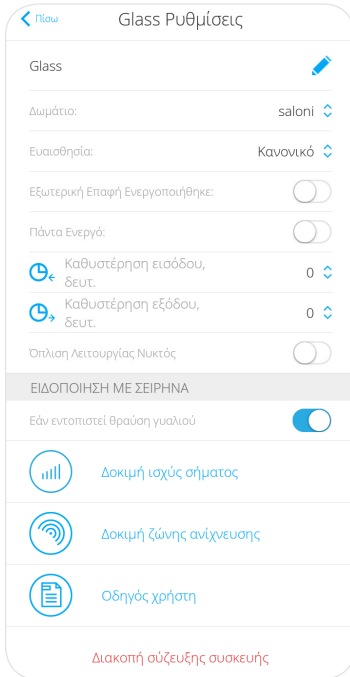 Πίσω Glass Ρυθμίσεις
Glass
Δωμάτιο: saloni
Ευαισθησία: Κανονικό
Εξωτερική Επαφή Ενεργοποιήθηκε:
Πάντα Ενεργό:
Καθυστέρηση εισόδου,
δευτ. 0
Καθυστέρηση εξόδου,
δευτ. 0
Όπλιση Λειτουργίας Νυκτός
ΕΙΔΟΠΟΙΗΣΗ ΜΕ ΣΕΙΡΗΝΑ
Εάν εντοπιστεί θραύση γυαλιού
Δοκιμή ισχύς σήματος
Δοκιμή ζώνης ανίχνευσης
Οδηγός χρήστη
Διακοπή σύζευξης συσκευής